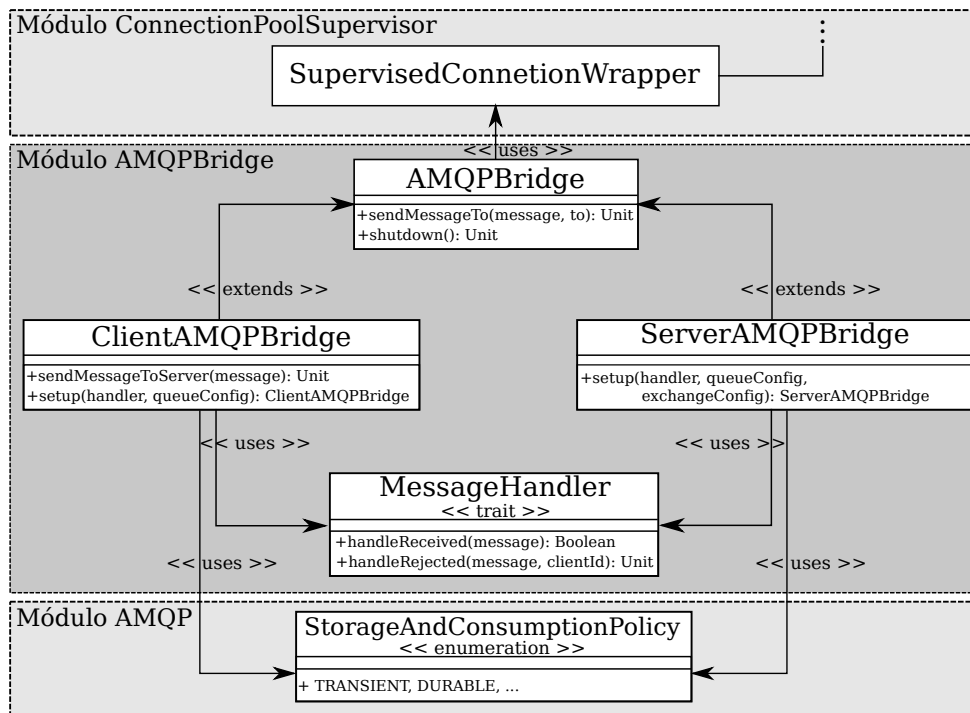 Módulo ConnectionPoolSupervisor
SupervisedConnetionWrapper
<< uses >>
Módulo AMQPBridge
AMQPBridge
+sendMessageTo(message, to): Unit
+shutdown(): Unit
<< extends >>
<< extends >>
ClientAMQPBridge
+sendMessageToServer(message): Unit
+setup(handler, queueConfig): ClientAMQPBridge
ServerAMQPBridge
+setup(handler, queueConfig,
exchangeConfig): ServerAMQPBridge
<< uses >>
<< uses >>
MessageHandler
<< trait >>
+handleReceived(message): Boolean
+handleRejected(message, clientId): Unit
<< uses >>
<< uses >>
Módulo AMQP
StorageAndConsumptionPolicy
<< enumeration >>
+ TRANSIENT, DURABLE, ...